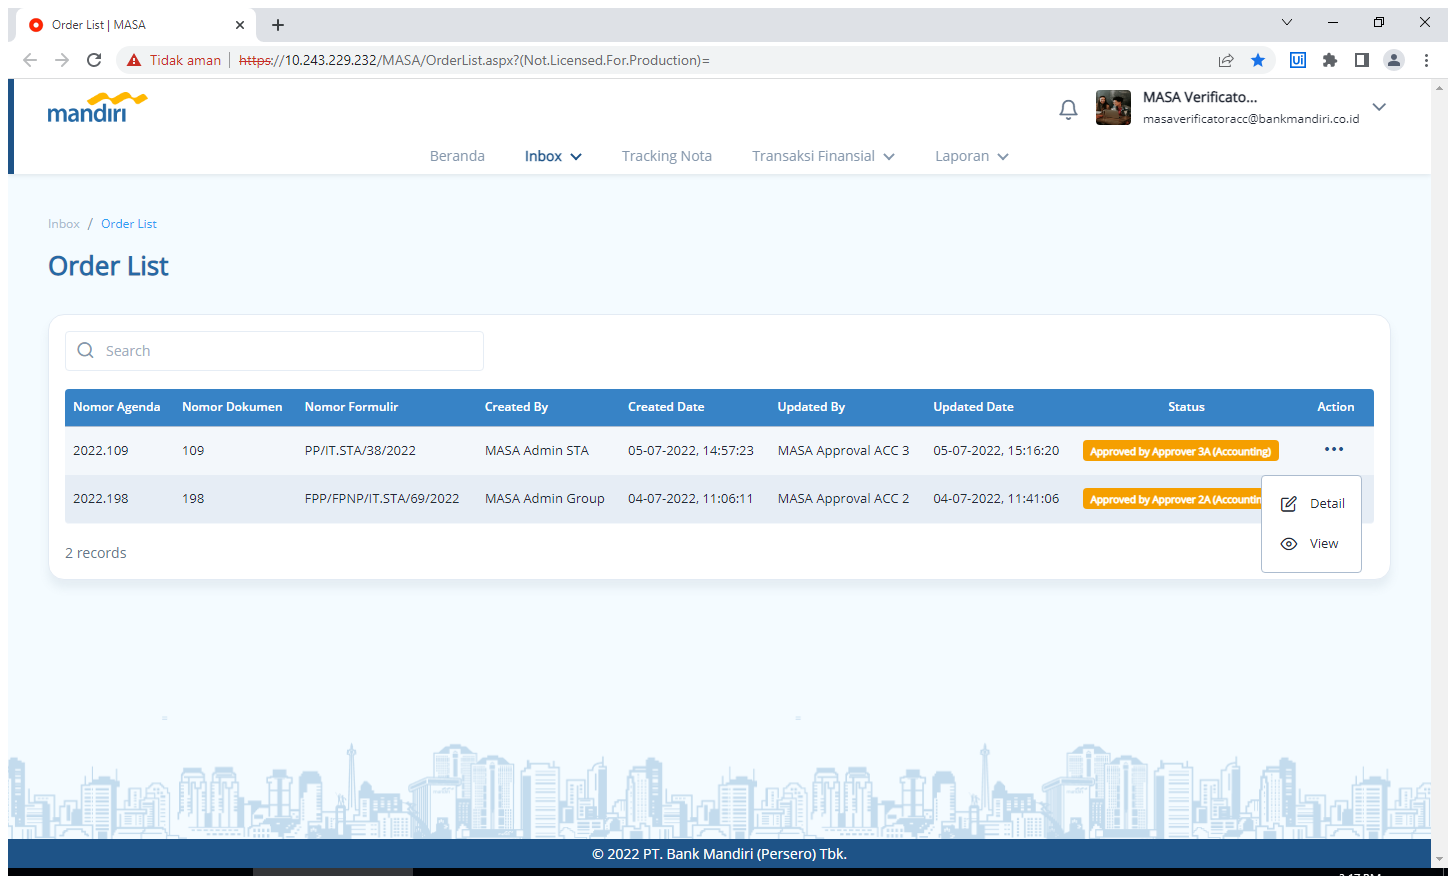 Order List | MASA
Tidak aman https://10.243.229.232/MASA/OrderList.aspx?(Not.Licensed.For.Production)=
Ui
mandiri
MASA Verificato...
masaverificatoracc@bankmandiri.co.id
Beranda Inbox Tracking Nota Transaksi Finansial Laporan
Inbox / Order List
Order List
Search
Nomor Agenda Nomor Dokumen Nomor Formulir Created By Created Date Updated By Updated Date Status Action
2022.109 109 PP/IT.STA/38/2022 MASA Admin STA 05-07-2022, 14:57:23 MASA Approval ACC 3 05-07-2022, 15:16:20 Approved by Approver 3A (Accounting)
2022.198 198 FPP/FPNP/IT.STA/69/2022 MASA Admin Group 04-07-2022, 11:06:11 MASA Approval ACC 2 04-07-2022, 11:41:06 Approved by Approver 2A (Accountin
Detail
View
2 records
© 2022 PT. Bank Mandiri (Persero) Tbk.